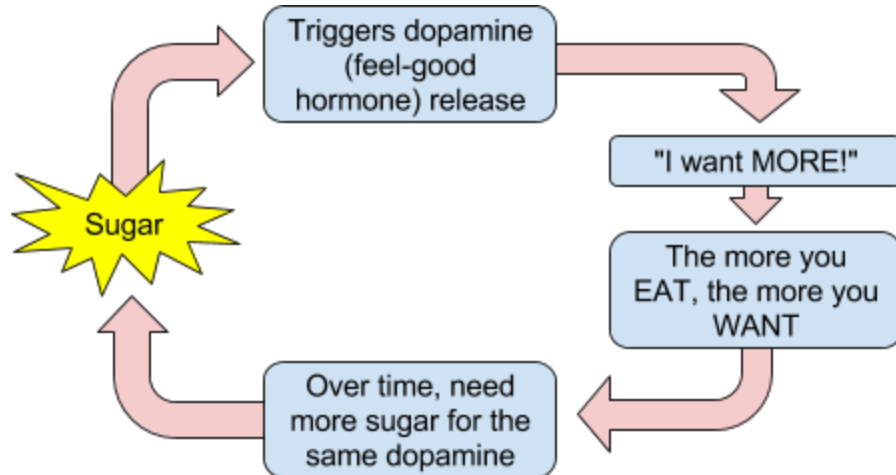 Triggers dopamine
(feel-good
hormone) release
"I want MORE!"
Sugar
The more you
EAT, the more you
WANT
Over time, need
more sugar for the
same dopamine